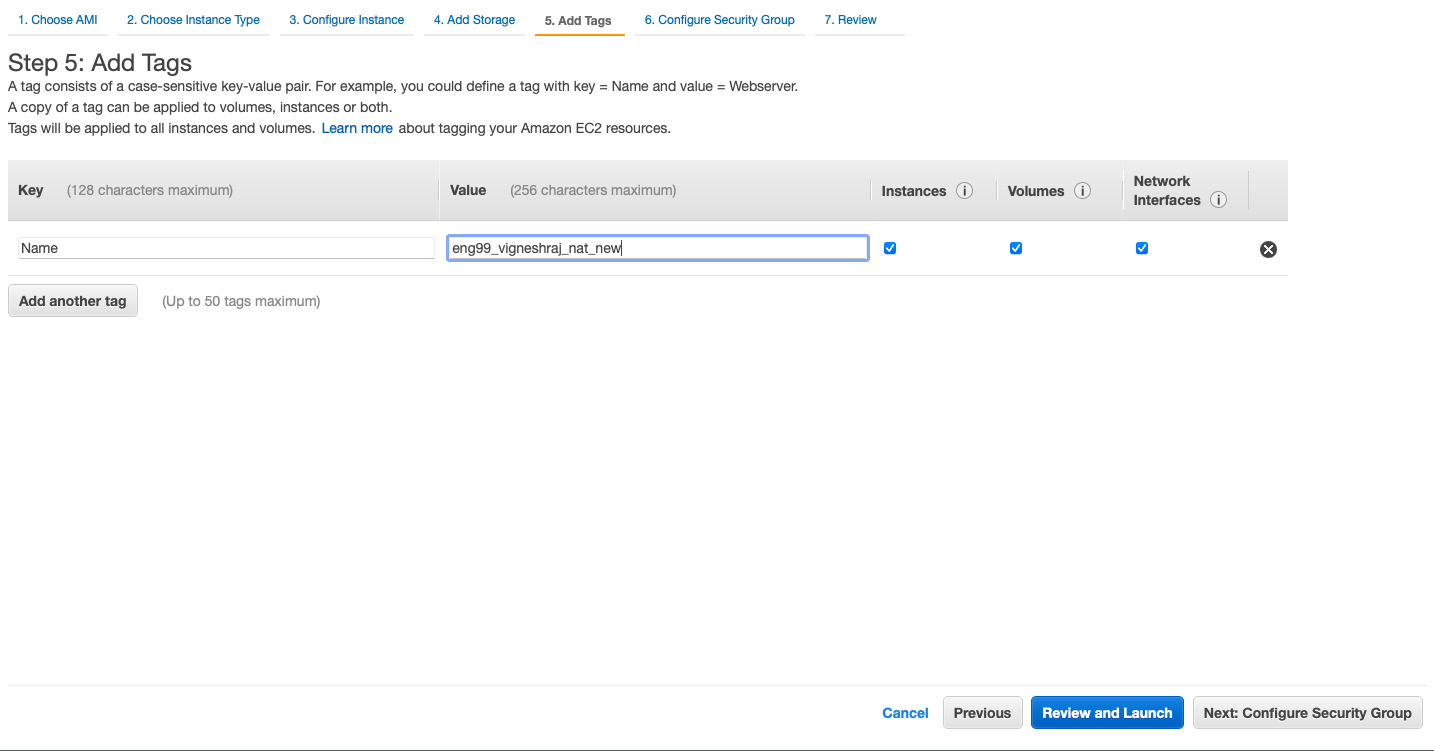 1. Choose AMI 2. Choose Instance Type 3. Configure Instance 4. Add Storage 5. Add Tags 6. Configure Security Group 7. Review
Step 5: Add Tags
A tag consists of a case-sensitive key-value pair. For example, you could define a tag with key = Name and value = Webserver.
A copy of a tag can be applied to volumes, instances or both.
Tags will be applied to all instances and volumes. Learn more about tagging your Amazon EC2 resources.
Key (128 characters maximum) Value (256 characters maximum) Instances i Volumes i Network Interfaces i
Name eng99_vigneshraj_nat_new
Add another tag (Up to 50 tags maximum)
Cancel Previous Review and Launch Next: Configure Security Group